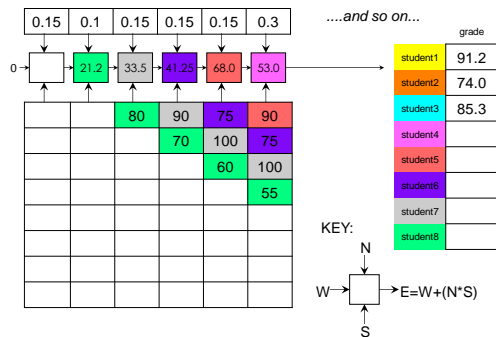 0.15 0.1 0.15 0.15 0.15 0.3
....and so on...
grade
0 21.2 33.5 41.25 68.0 53.0
student1 91.2
student2 74.0
student3 85.3
student4
student5
student6
student7
student8
80 90 75 90
70 100 75
60 100
55
KEY:
N
W E=W+(N*S)
S